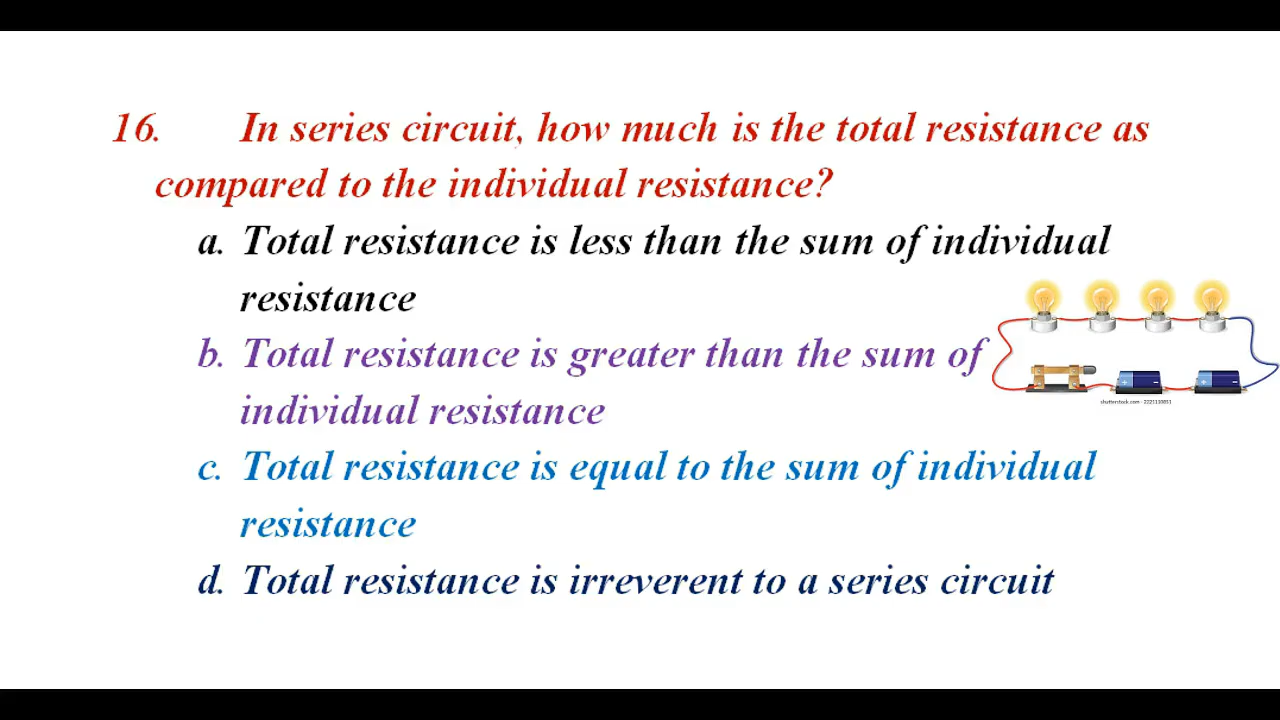 16. In series circuit, how much is the total resistance as
compared to the individual resistance?
a. Total resistance is less than the sum of individual
resistance
b. Total resistance is greater than the sum of
individual resistance
c. Total resistance is equal to the sum of individual
resistance
d. Total resistance is irreverent to a series circuit
shutterstock.com ·